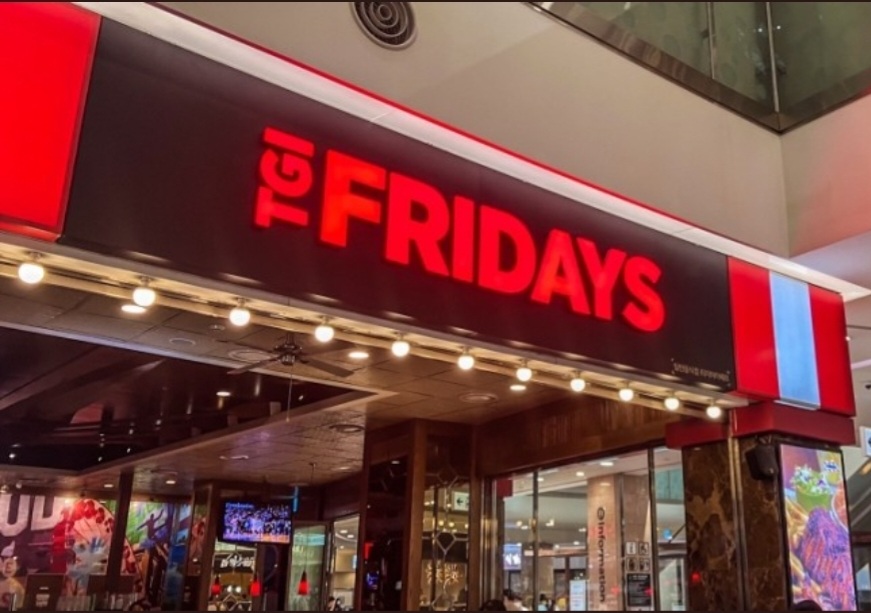 TGI
FRIDAYS
information